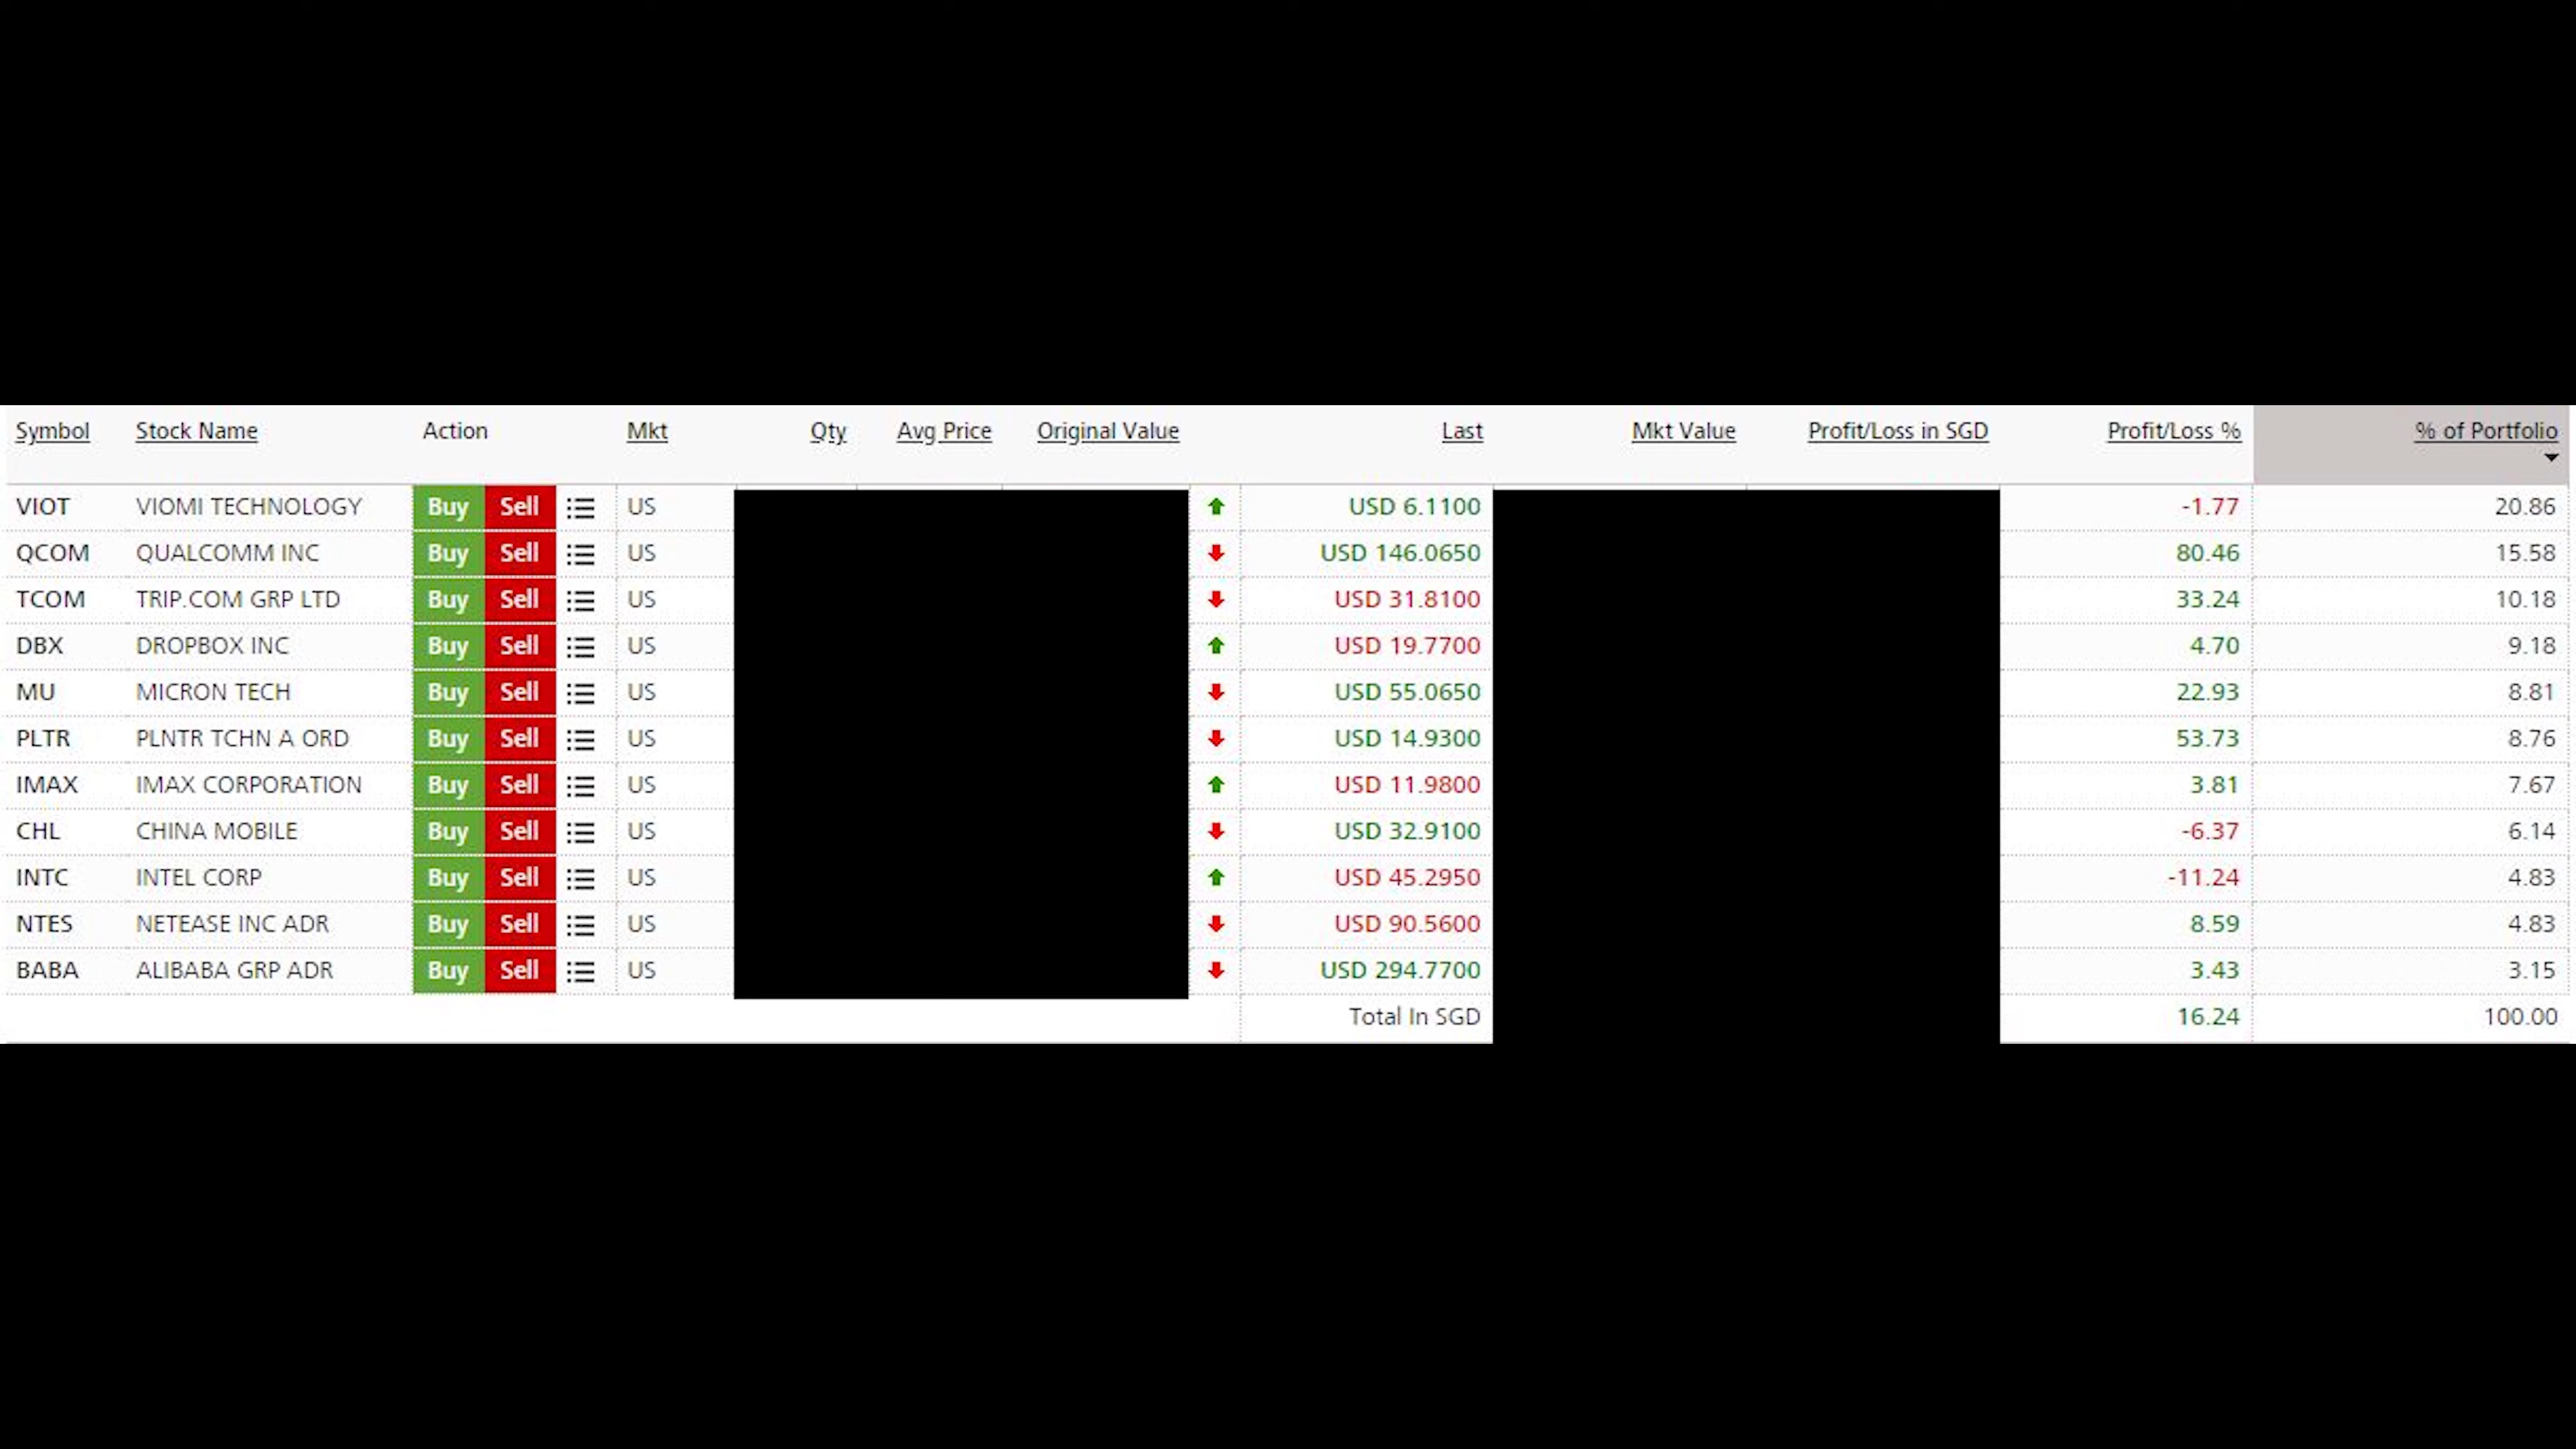 Symbol Stock Name Action Mkt Qty Avg Price Original Value Last Mkt Value Profit/Loss in SGD Profit/Loss % % of Portfolio
VIOT VIOMI TECHNOLOGY Buy Sell US USD 6.1100 -1.77 20.86
QCOM QUALCOMM INC Buy Sell US USD 146.0650 80.46 15.58
TCOM TRIP.COM GRP LTD Buy Sell US USD 31.8100 33.24 10.18
DBX DROPBOX INC Buy Sell US USD 19.7700 4.70 9.18
MU MICRON TECH Buy Sell US USD 55.0650 22.93 8.81
PLTR PLNTR TCHN A ORD Buy Sell US USD 14.9300 53.73 8.76
IMAX IMAX CORPORATION Buy Sell US USD 11.9800 3.81 7.67
CHL CHINA MOBILE Buy Sell US USD 32.9100 -6.37 6.14
INTC INTEL CORP Buy Sell US USD 45.2950 -11.24 4.83
NTES NETEASE INC ADR Buy Sell US USD 90.5600 8.59 4.83
BABA ALIBABA GRP ADR Buy Sell US USD 294.7700 3.43 3.15
Total In SGD 16.24 100.00